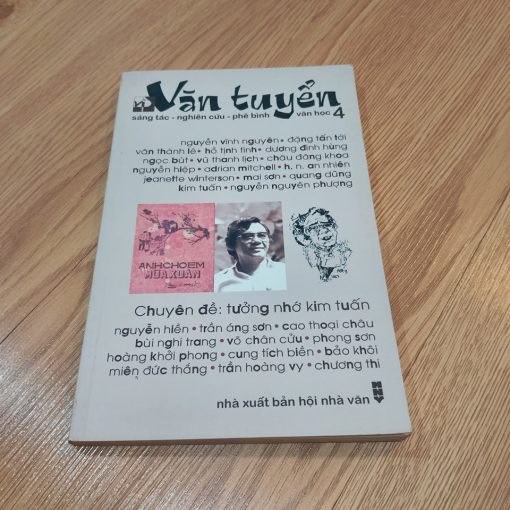 Văn tuyển
sáng tác - nghiên cứu - phê bình văn học 4
nguyễn vĩnh nguyên • đặng tấn tới
văn thành lê • hồ tịnh tình • dương đình hùng
ngọc bút • vũ thanh lịch • châu đăng khoa
nguyễn hiệp • adrian mitchell • h. n. an nhiên
jeanette winterson • mai sơn • quang dũng
kim tuấn • nguyễn nguyên phượng
ANH CHO EM
MÙA XUÂN
Chuyên đề: tưởng nhớ kim tuấn
nguyễn hiền • trần áng sơn • cao thoại châu
bùi nghi trang • võ chân cửu • phong sơn
hoàng khởi phong • cung tích biền • bảo khôi
miên đức thắng • trần hoàng vy • chương thi
nhà xuất bản hội nhà văn